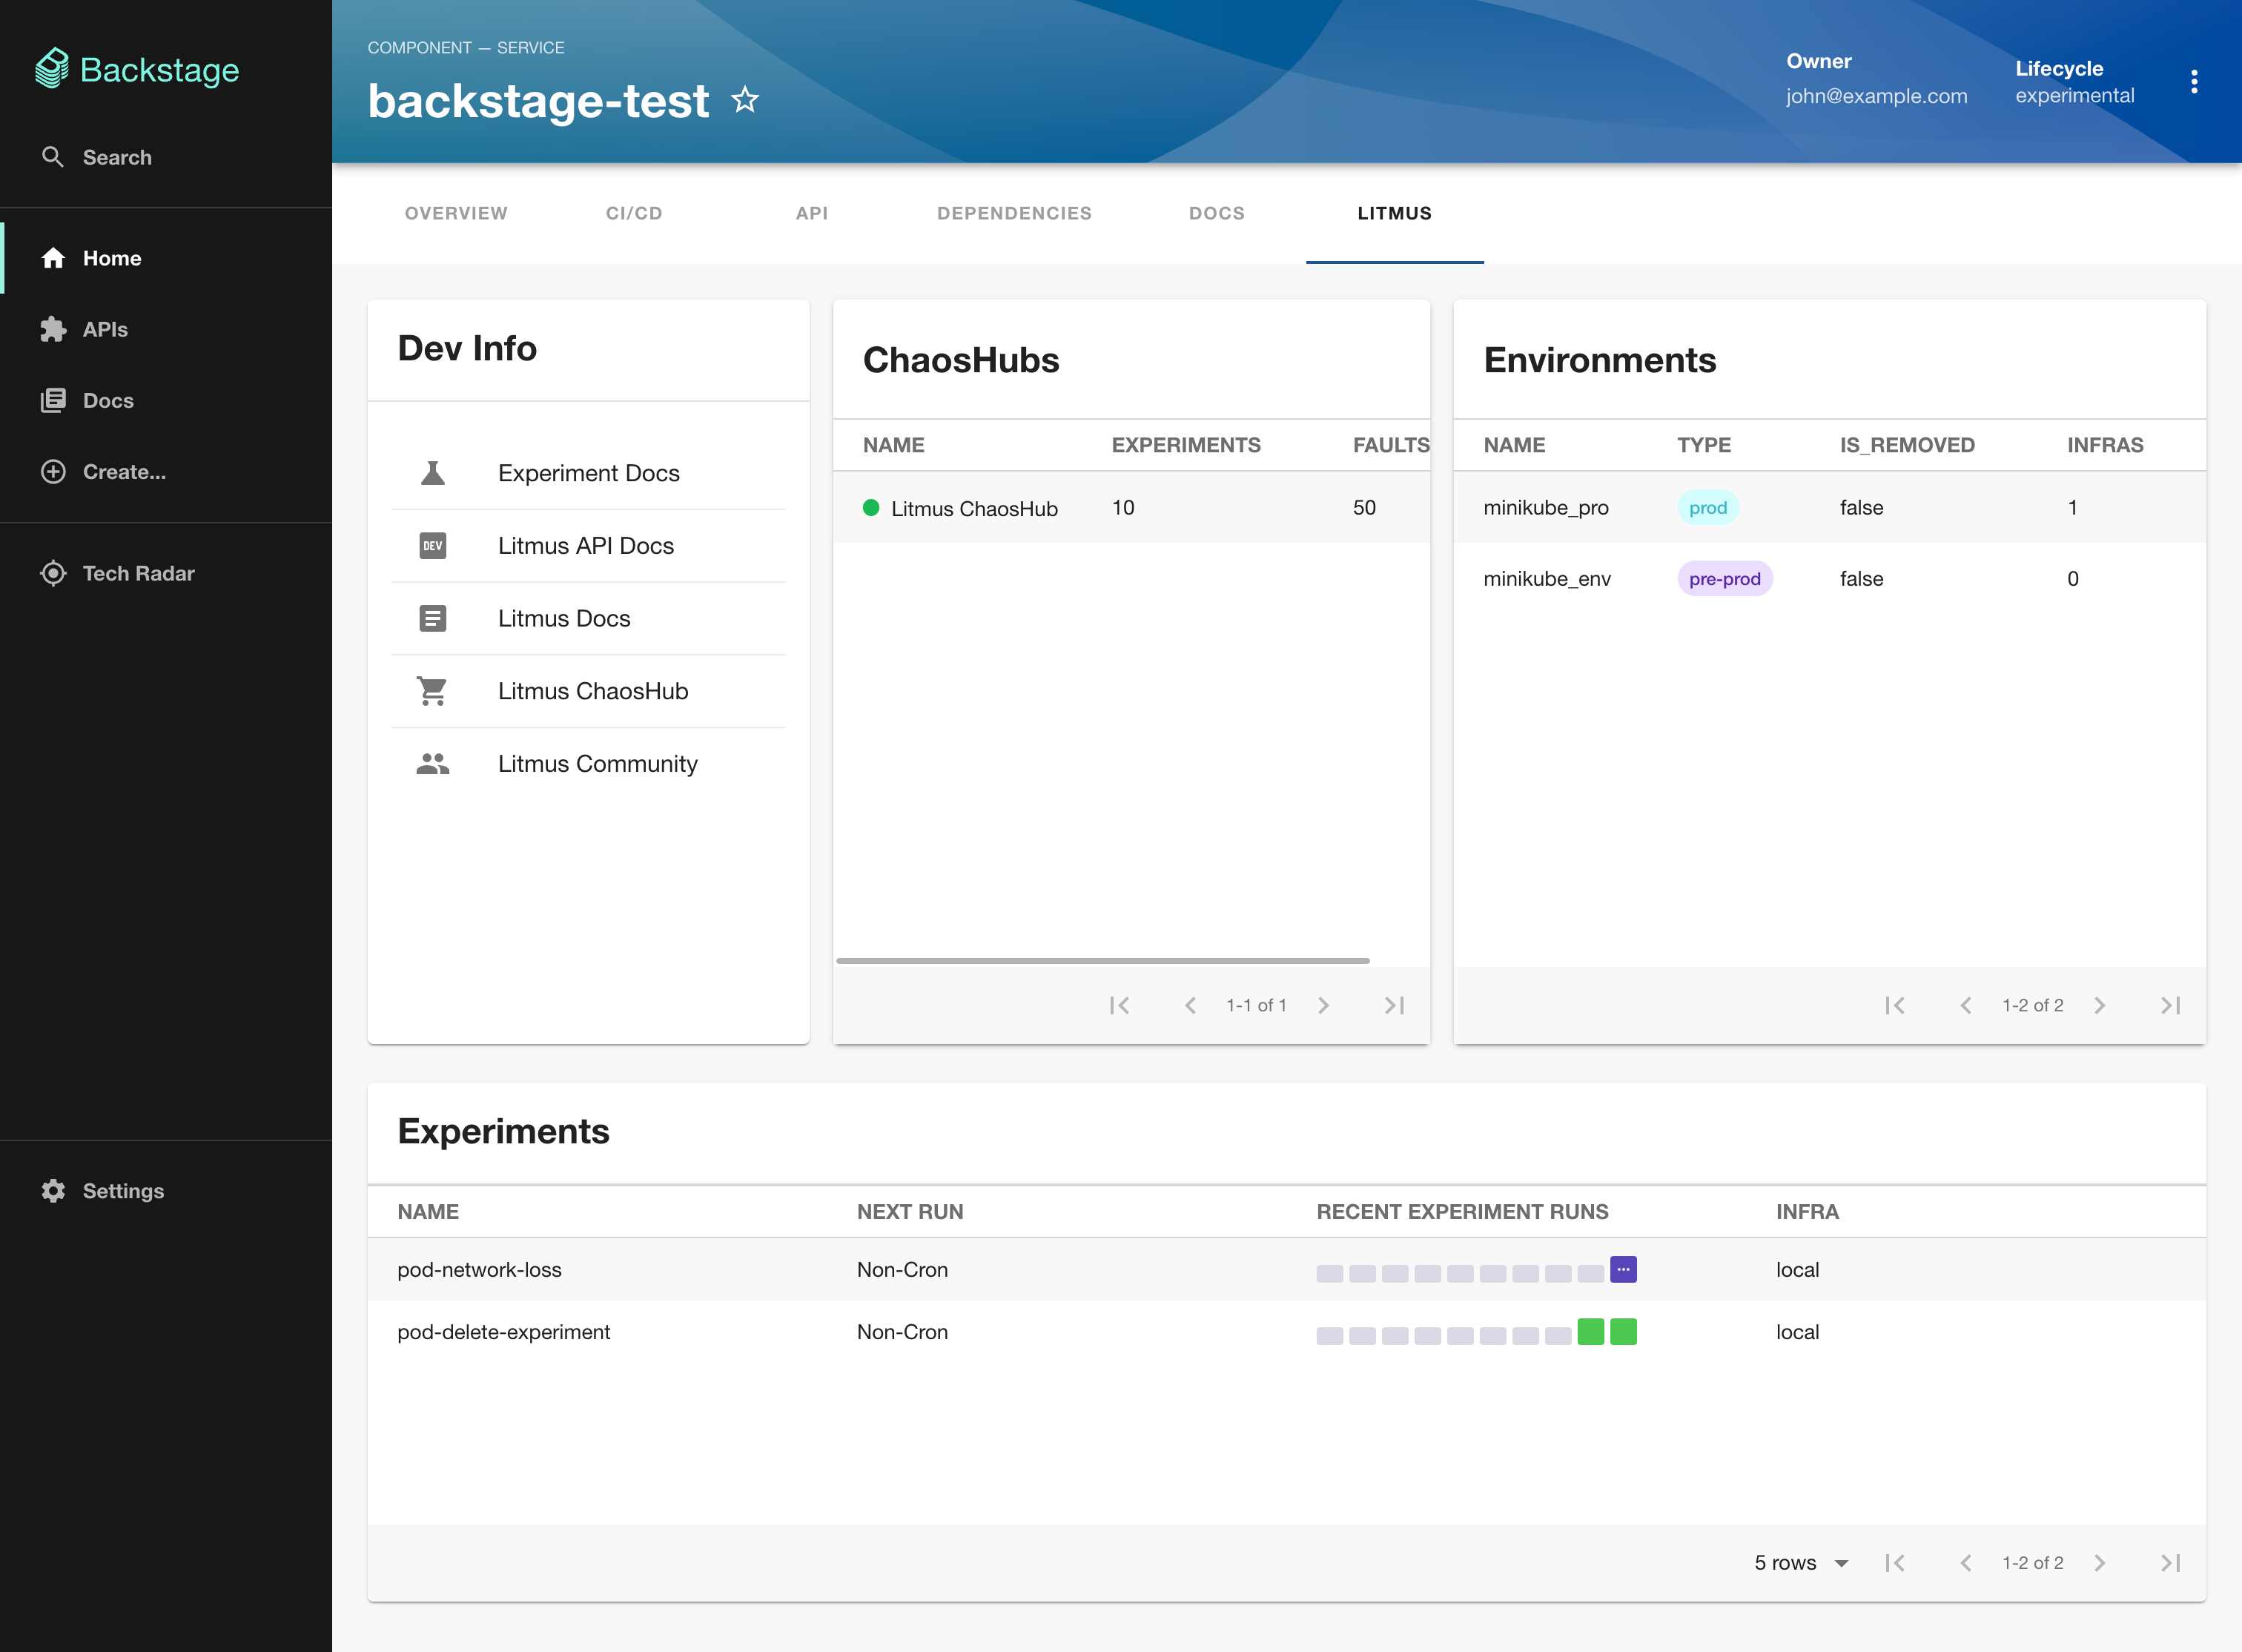 Backstage
Search
Home
APIs
Docs
Create...
Tech Radar
Settings
COMPONENT — SERVICE
backstage-test
Owner
john@example.com
Lifecycle
experimental
OVERVIEW CI/CD API DEPENDENCIES DOCS LITMUS
Dev Info
Experiment Docs
DEV Litmus API Docs
Litmus Docs
Litmus ChaosHub
Litmus Community
ChaosHubs
NAME EXPERIMENTS FAULTS
Litmus ChaosHub 10 50
1-1 of 1
Environments
NAME TYPE IS_REMOVED INFRAS
minikube_pro prod false 1
minikube_env pre-prod false 0
1-2 of 2
Experiments
NAME NEXT RUN RECENT EXPERIMENT RUNS INFRA
pod-network-loss Non-Cron local
pod-delete-experiment Non-Cron local
5 rows 1-2 of 2